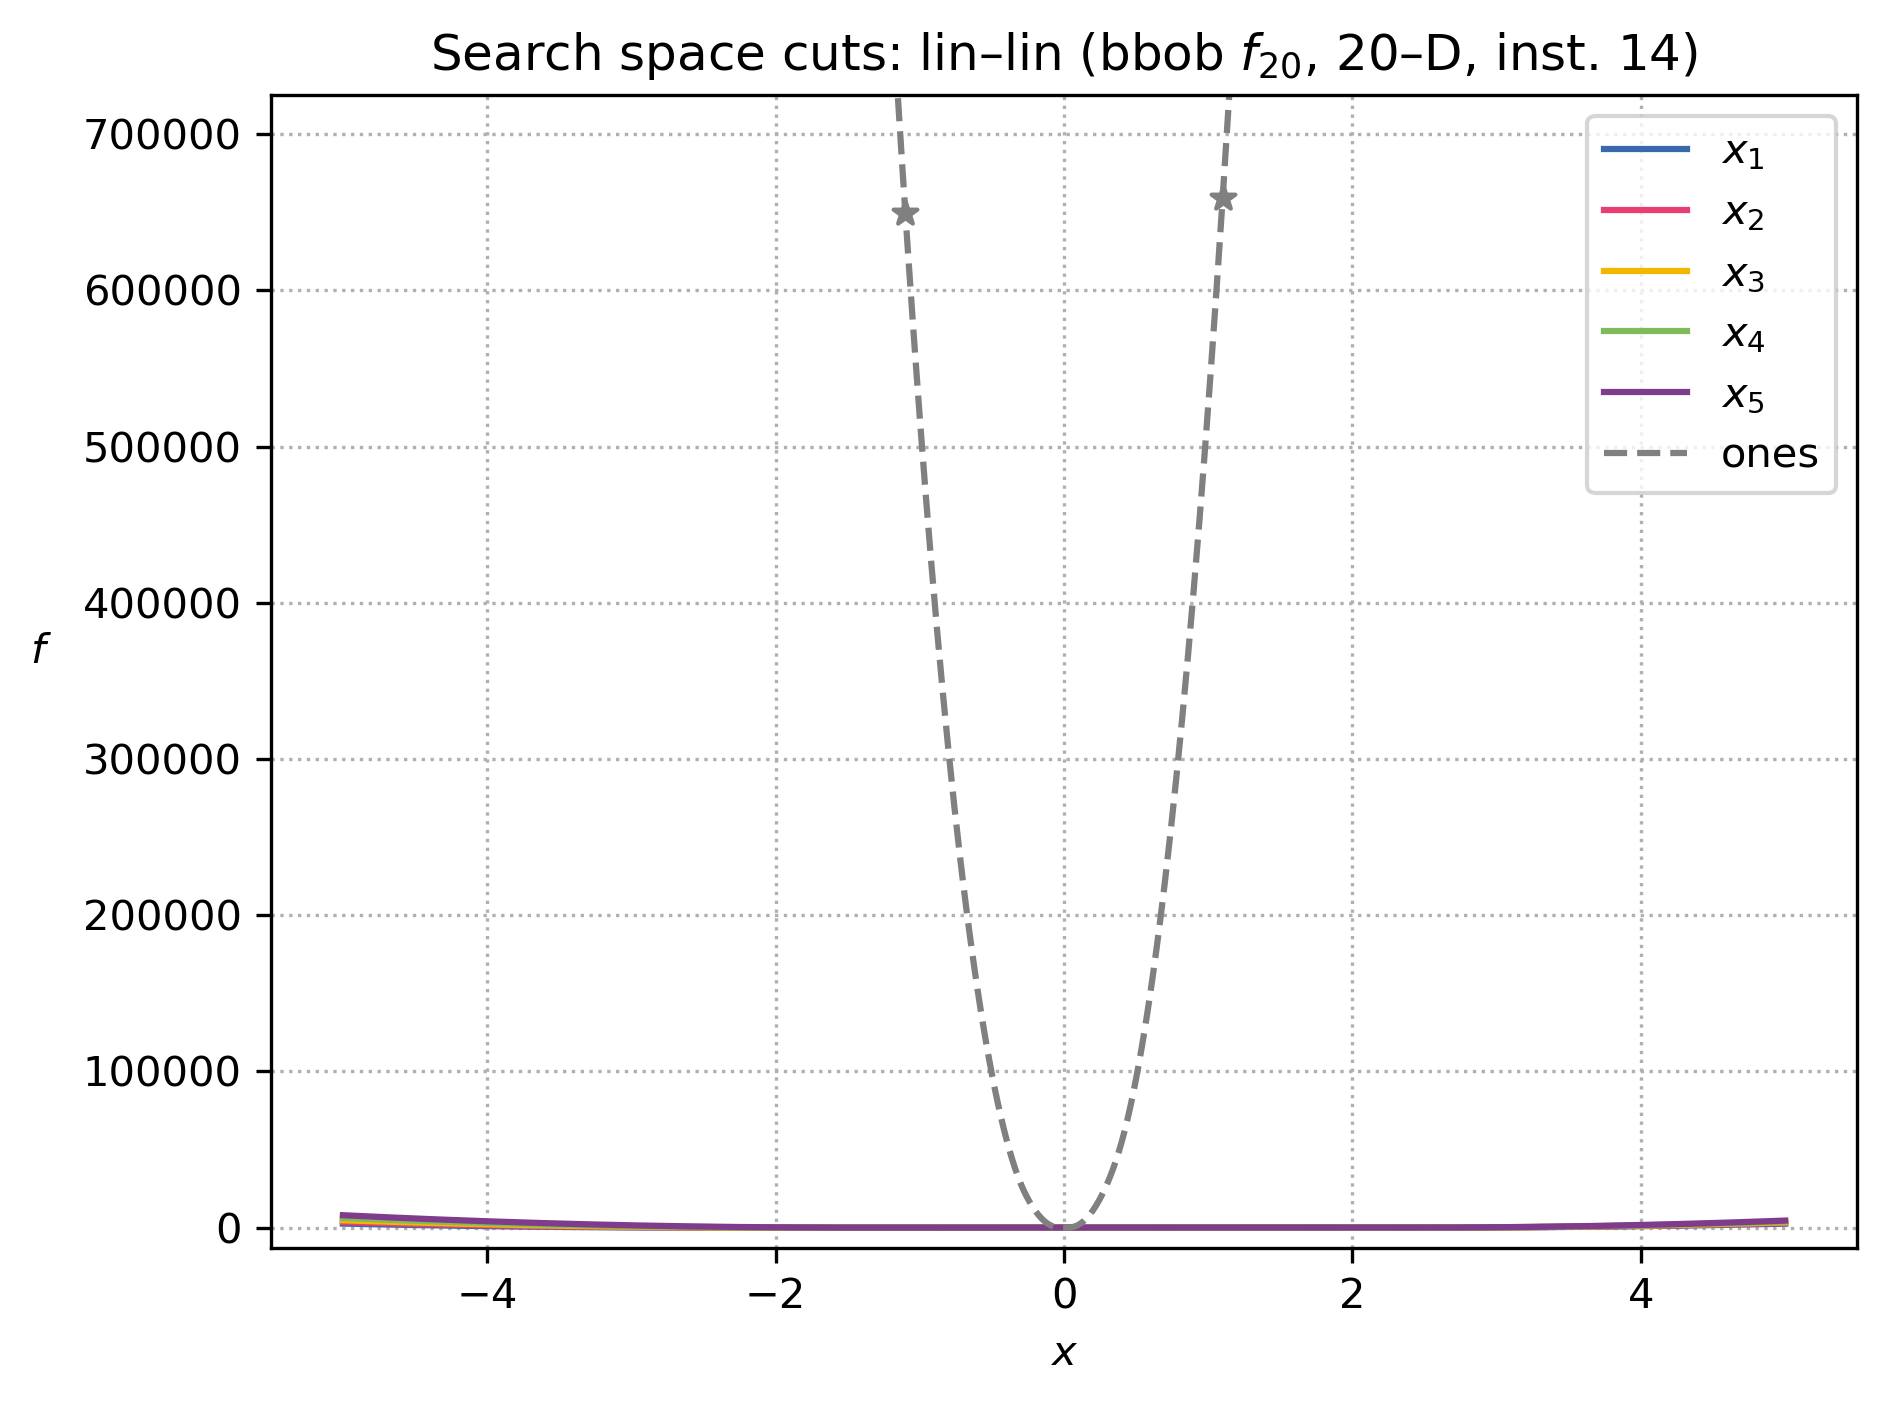 Search space cuts: lin–lin (bbob f20, 20–D, inst. 14)
700000
600000
500000
400000
300000
200000
100000
0
f
x1
x2
x3
x4
x5
ones
−4 −2 0 2 4
x